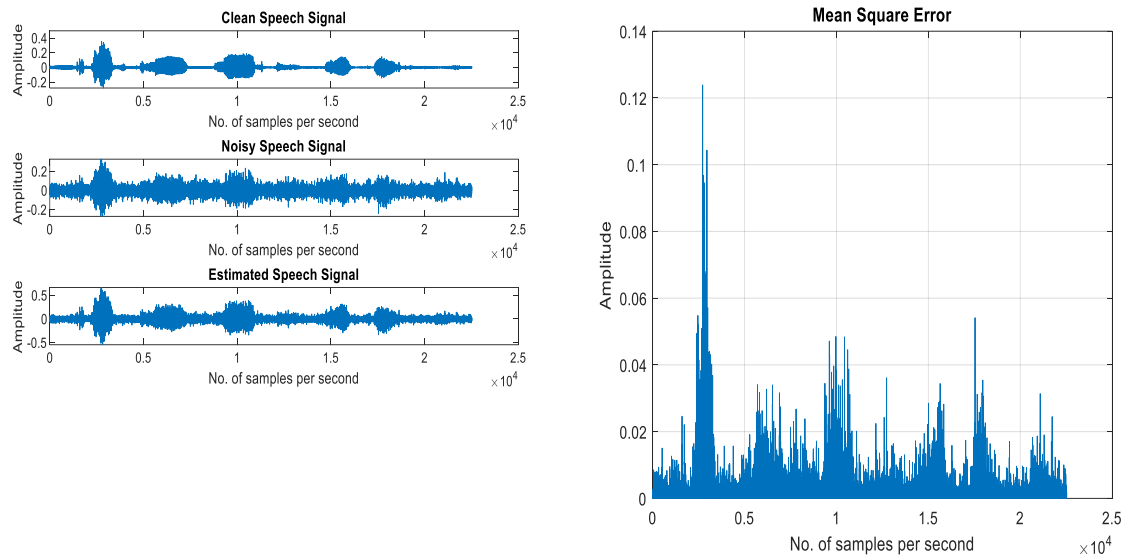 Clean Speech Signal
Amplitude
0.4
0.2
0
-0.2
0 0.5 1 1.5 2 2.5
No. of samples per second
×10^4
Noisy Speech Signal
Amplitude
0.2
0
-0.2
0 0.5 1 1.5 2 2.5
No. of samples per second
×10^4
Estimated Speech Signal
Amplitude
0.5
0
-0.5
0 0.5 1 1.5 2 2.5
No. of samples per second
×10^4
Mean Square Error
Amplitude
0.14
0.12
0.1
0.08
0.06
0.04
0.02
0
0 0.5 1 1.5 2 2.5
No. of samples per second
×10^4